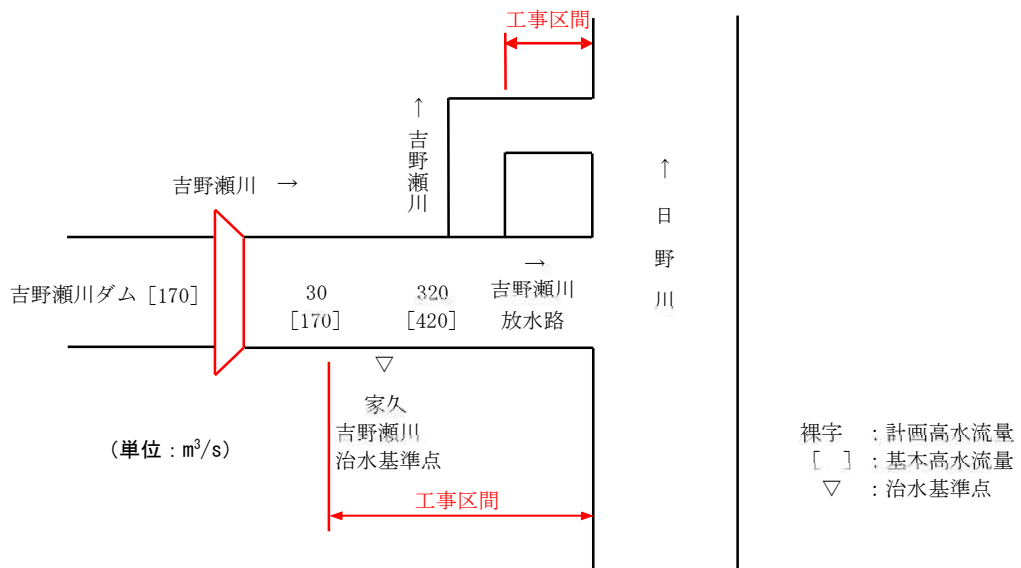 工事区間
↑
吉野瀬川
吉野瀬川 →
↑
日野川
吉野瀬川ダム [170]
30
[170]
320
[420]
→
吉野瀬川
放水路
▽
家久
吉野瀬川
治水基準点
(単位:m³/s)
工事区間
裸字 :計画高水流量
[ ] :基本高水流量
▽ :治水基準点